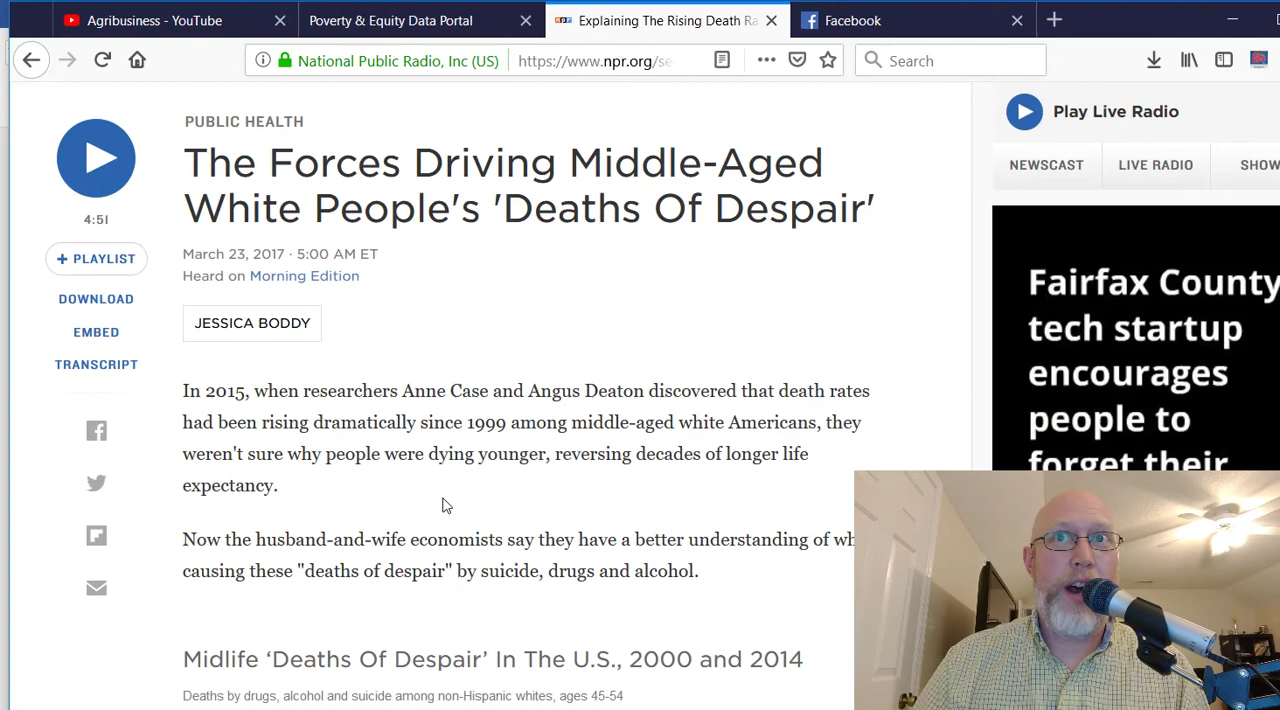 Agribusiness - YouTube
Poverty & Equity Data Portal
Explaining The Rising Death Ra
Facebook
National Public Radio, Inc (US)
https://www.npr.org/se
Search
PUBLIC HEALTH
The Forces Driving Middle-Aged
White People's 'Deaths Of Despair'
4:51
+ PLAYLIST
DOWNLOAD
EMBED
TRANSCRIPT
March 23, 2017 · 5:00 AM ET
Heard on Morning Edition
JESSICA BODDY
In 2015, when researchers Anne Case and Angus Deaton discovered that death rates
had been rising dramatically since 1999 among middle-aged white Americans, they
weren't sure why people were dying younger, reversing decades of longer life
expectancy.
Now the husband-and-wife economists say they have a better understanding of wh
causing these "deaths of despair" by suicide, drugs and alcohol.
Midlife ‘Deaths Of Despair’ In The U.S., 2000 and 2014
Deaths by drugs, alcohol and suicide among non-Hispanic whites, ages 45-54
Play Live Radio
NEWSCAST
LIVE RADIO
SHOW
Fairfax County
tech startup
encourages
people to
forget their